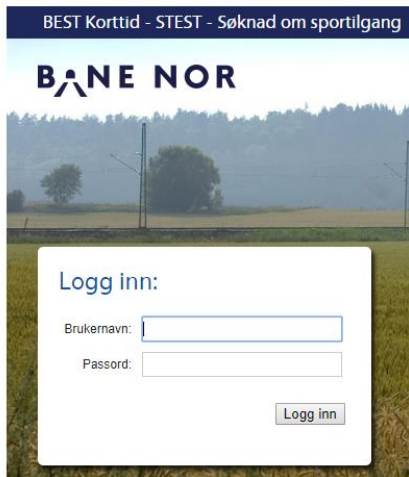 BEST Korttid - STEST - Søknad om sportilgang
BANE NOR
Logg inn:
Brukernavn:
Passord:
Logg inn